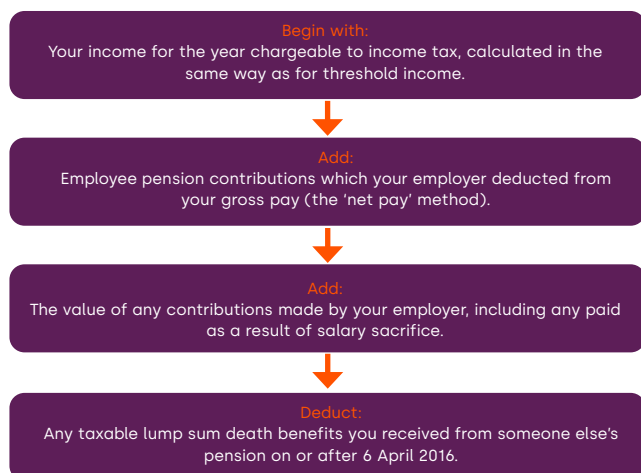 Begin with:
Your income for the year chargeable to income tax, calculated in the
same way as for threshold income.
Add:
Employee pension contributions which your employer deducted from
your gross pay (the ‘net pay’ method).
Add:
The value of any contributions made by your employer, including any paid
as a result of salary sacrifice.
Deduct:
Any taxable lump sum death benefits you received from someone else’s
pension on or after 6 April 2016.